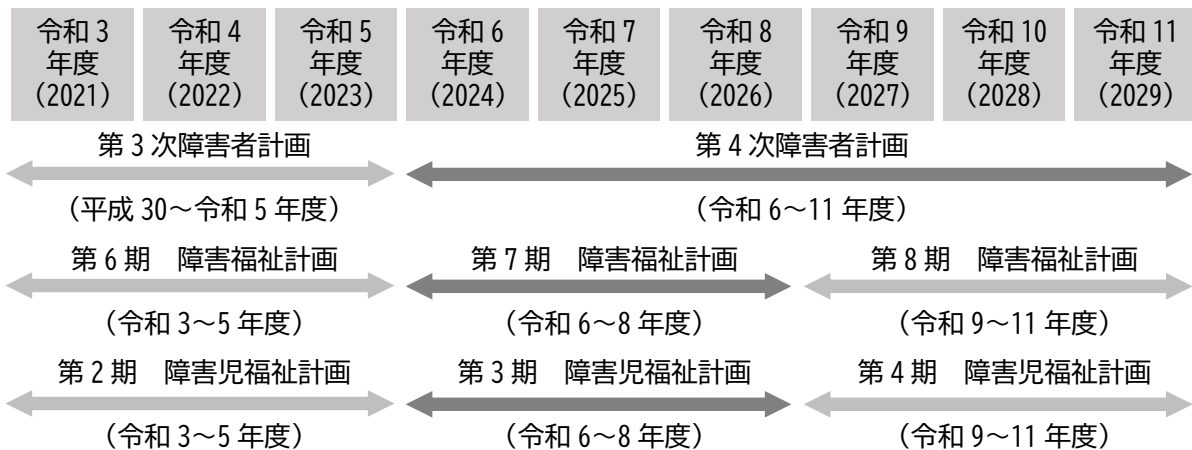 令和 3 年度 (2021)
令和 4 年度 (2022)
令和 5 年度 (2023)
令和 6 年度 (2024)
令和 7 年度 (2025)
令和 8 年度 (2026)
令和 9 年度 (2027)
令和 10 年度 (2028)
令和 11 年度 (2029)
第 3 次障害者計画
第 4 次障害者計画
（平成 30～令和 5 年度）
（令和 6～11 年度）
第 6 期　障害福祉計画
第 7 期　障害福祉計画
第 8 期　障害福祉計画
（令和 3～5 年度）
（令和 6～8 年度）
（令和 9～11 年度）
第 2 期　障害児福祉計画
第 3 期　障害児福祉計画
第 4 期　障害児福祉計画
（令和 3～5 年度）
（令和 6～8 年度）
（令和 9～11 年度）